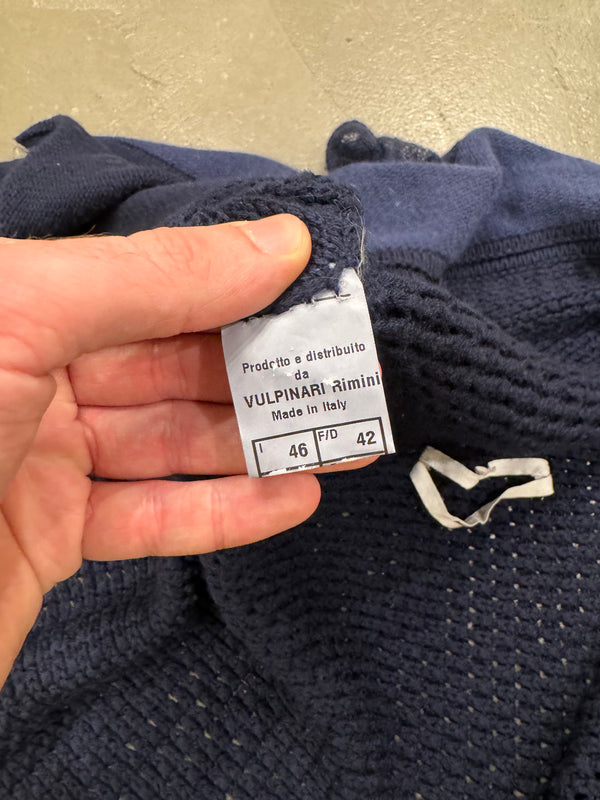 Prodotto e distribuito
da
VULPINARI Rimini
Made in Italy
I 46 F/D 42